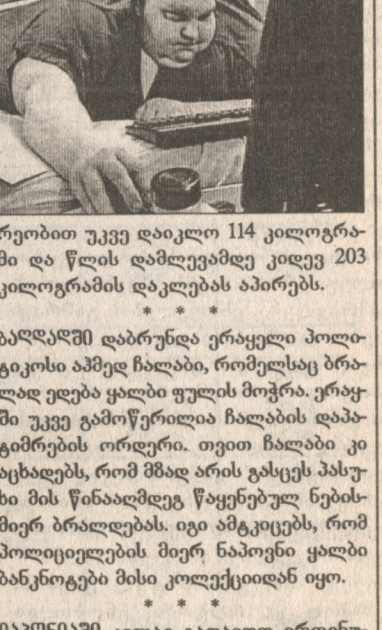 რეობით უკვე დაიკლო 114 კილოგრა-
მი და წლის დამლევამდე კიდევ 203
კილოგრამის დაკლებას აპირებს.
* * *
ბაღდადში დაბრუნდა ერაყელი პოლი-
ტიკოსი აჰმედ ჩალაბი, რომელსაც ბრა-
ლად ედება ყალბი ფულის მოჭრა. ერაყ-
ში უკვე გამოწერილია ჩალაბის დაპა-
ტიმრების ორდერი. თვით ჩალაბი კი
აცხადებს, რომ მზად არის გასცეს პასუ-
ხი მის წინააღმდეგ წაყენებულ ნების-
მიერ ბრალდებას. იგი ამტკიცებს, რომ
პოლიციელების მიერ ნაპოვნი ყალბი
ბანკნოტები მისი კოლექციიდან იყო.
* * *